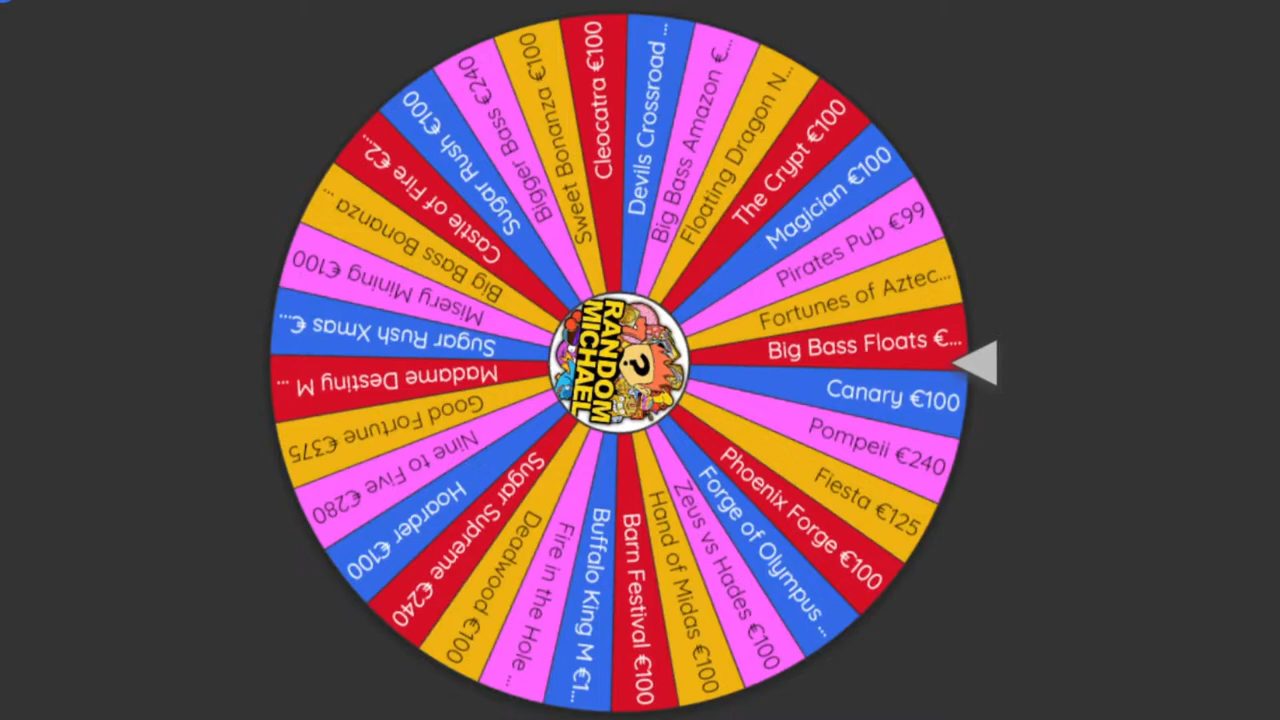 Cleocatra €100
Devils Crossroad ...
Big Bass Amazon €...
Floating Dragon N...
The Crypt €100
Magician €100
Pirates Pub €99
Fortunes of Aztec...
Big Bass Floats €...
Canary €100
Pompeii €240
Fiesta €125
Phoenix Forge €100
Forge of Olympus ...
Zeus vs Hades €100
Hand of Midas €100
Barn Festival €100
Buffalo King M €1...
Fire in the Hole ...
Deadwood €100
Sugar Supreme €240
Hoarder €100
Nine to Five €280
Good Fortune €375
Madame Destiny M ...
Sugar Rush Xmas €...
Misery Mining €100
Big Bass Bonanza ...
Castle of Fire €2...
Sugar Rush €100
Bigger Bass €240
Sweet Bonanza €100
RANDOM
MICHAEL
?